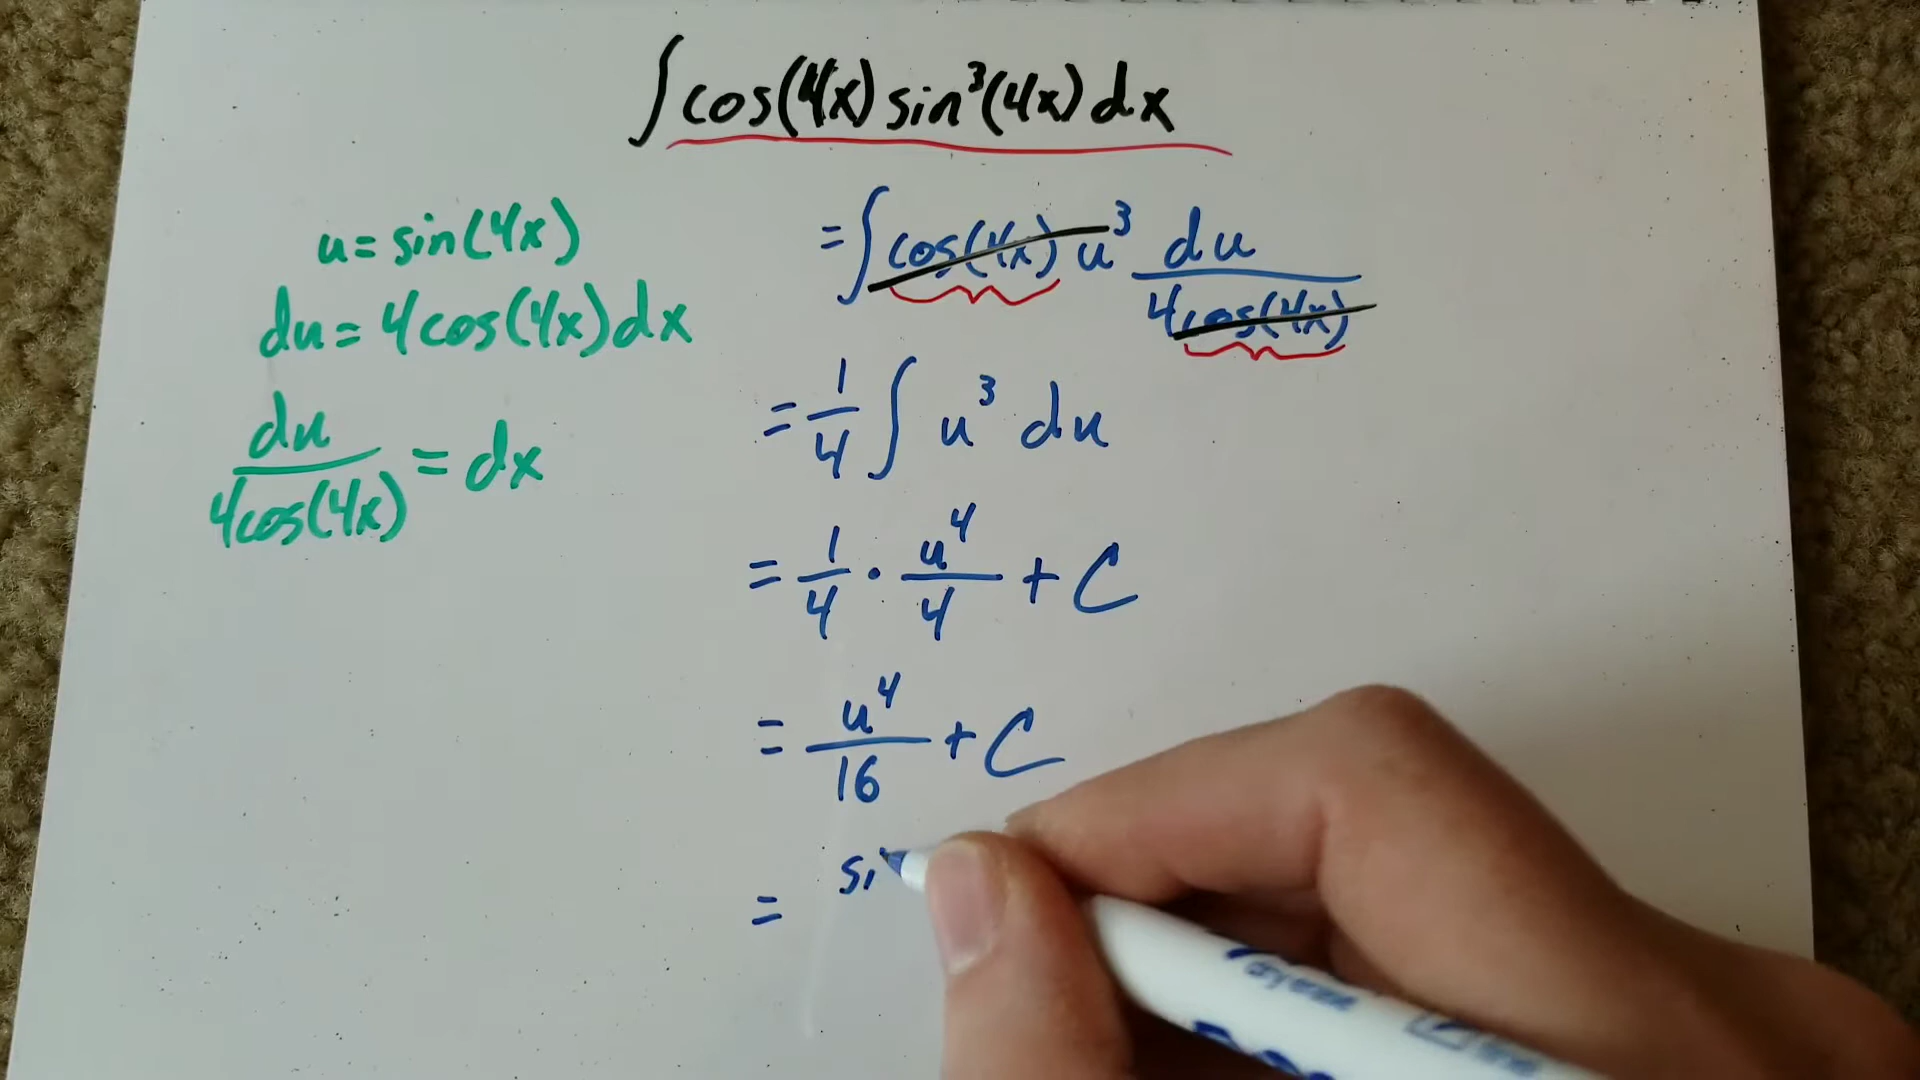 ∫cos(4x) sin³(4x) dx
u = sin(4x)
du = 4cos(4x)dx
du/4cos(4x) = dx
= ∫cos(4x) u³ du/4cos(4x)
= 1/4 ∫ u³ du
= 1/4 · u⁴/4 + C
= u⁴/16 + C
= si